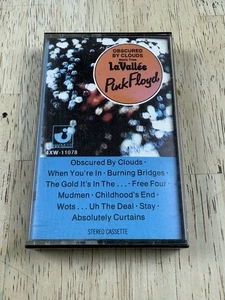 OBSCURED
BY CLOUDS
Music From
La Vallée
Pink Floyd
HARVEST
4XW-11078
Obscured By Clouds ·
When You're In · Burning Bridges ·
The Gold It's In The . . . · Free Four ·
Mudmen · Childhood's End ·
Wots . . . Uh The Deal · Stay ·
Absolutely Curtains
STEREO CASSETTE